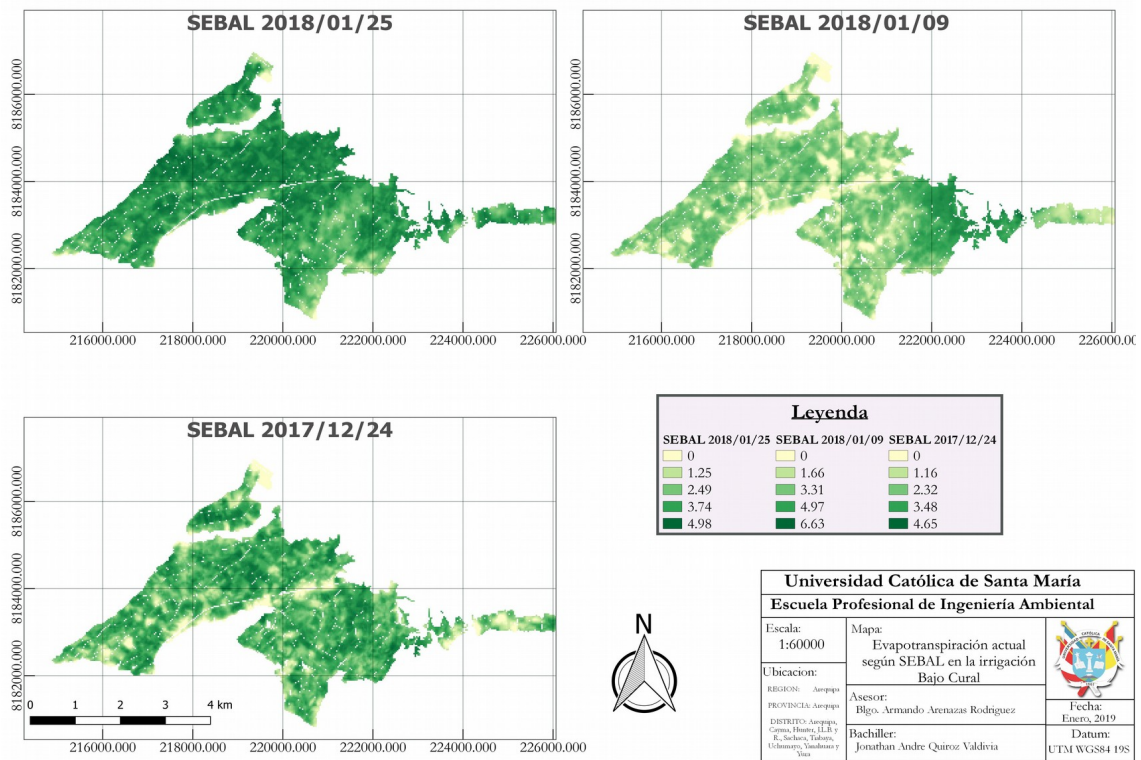 SEBAL 2018/01/25
8186000.000
8184000.000
8182000.000
216000.000 218000.000 220000.000 222000.000 224000.000 226000.000
SEBAL 2018/01/09
8186000.000
8184000.000
8182000.000
216000.000 218000.000 220000.000 222000.000 224000.000
SEBAL 2017/12/24
8186000.000
8184000.000
8182000.000
0 1 2 3 4 km
216000.000 218000.000 220000.000 222000.000 224000.000 226000.000
Leyenda
SEBAL 2018/01/25 SEBAL 2018/01/09 SEBAL 2017/12/24
0 0 0
1.25 1.66 1.16
2.49 3.31 2.32
3.74 4.97 3.48
4.98 6.63 4.65
N
Universidad Católica de Santa María
Escuela Profesional de Ingeniería Ambiental
Escala:
1:60000
Ubicacion:
REGION: Arequipa
PROVINCIA: Arequipa
DISTRITO: Arequipa,
Cayma, Hunter, J.L.B y
R., Sachaca, Tiabaya,
Uchumayo, Yanahuara y
Yura
Mapa:
Evapotranspiración actual
según SEBAL en la irrigación
Bajo Cural
Asesor:
Blgo. Armando Arenazas Rodriguez
Bachiller:
Jonathan Andre Quiroz Valdivia
Fecha:
Enero, 2019
Datum:
UTM WGS84 19S